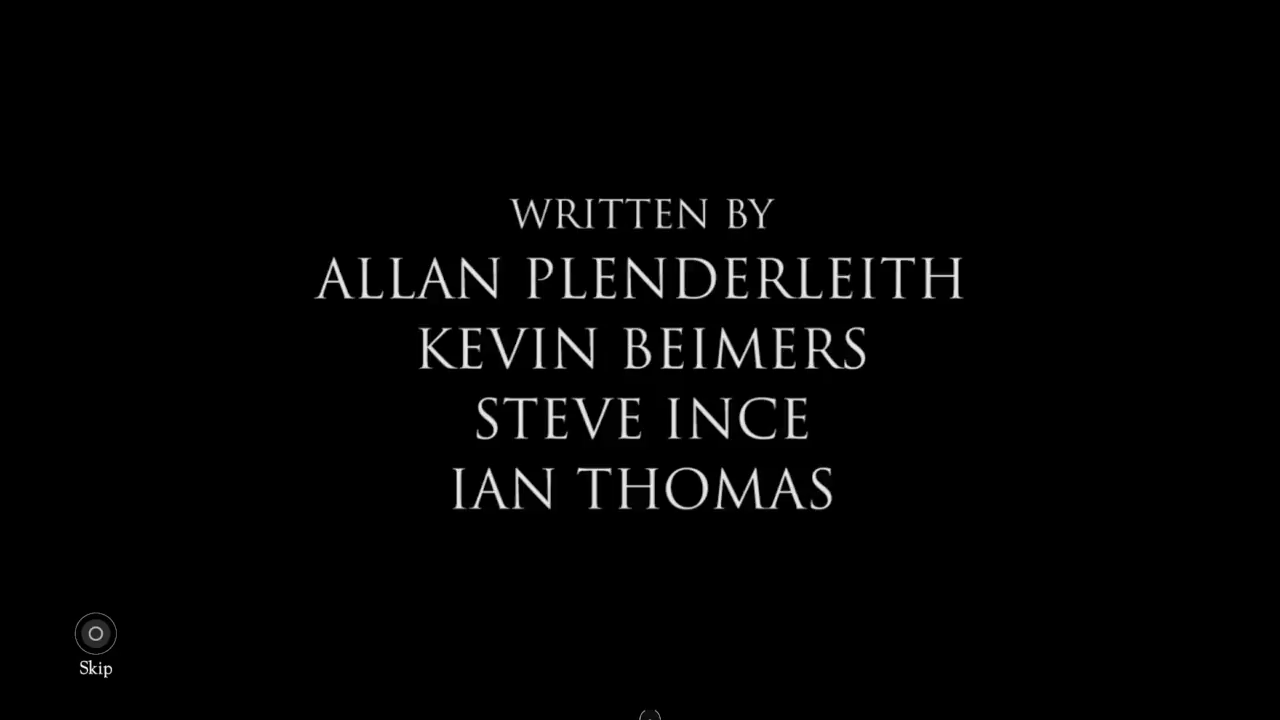 WRITTEN BY
ALLAN PLENDERLEITH
KEVIN BEIMERS
STEVE INCE
IAN THOMAS
Skip